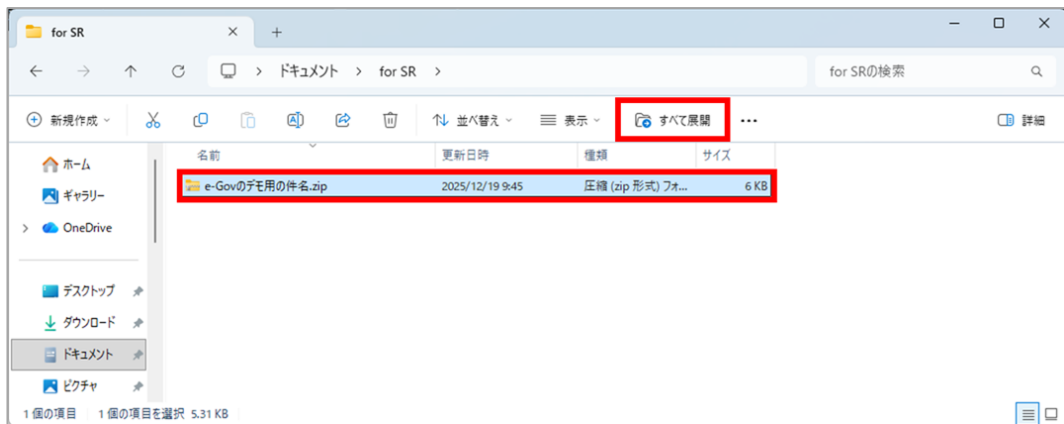 for SR
ドキュメント > for SR >
for SRの検索
新規作成
並べ替え
表示
すべて展開
詳細
名前 更新日時 種類 サイズ
ホーム
ギャラリー
OneDrive
e-Govのデモ用の件名.zip 2025/12/19 9:45 圧縮 (zip 形式) フォ... 6 KB
デスクトップ
ダウンロード
ドキュメント
ピクチャ
1 個の項目 1 個の項目を選択 5.31 KB